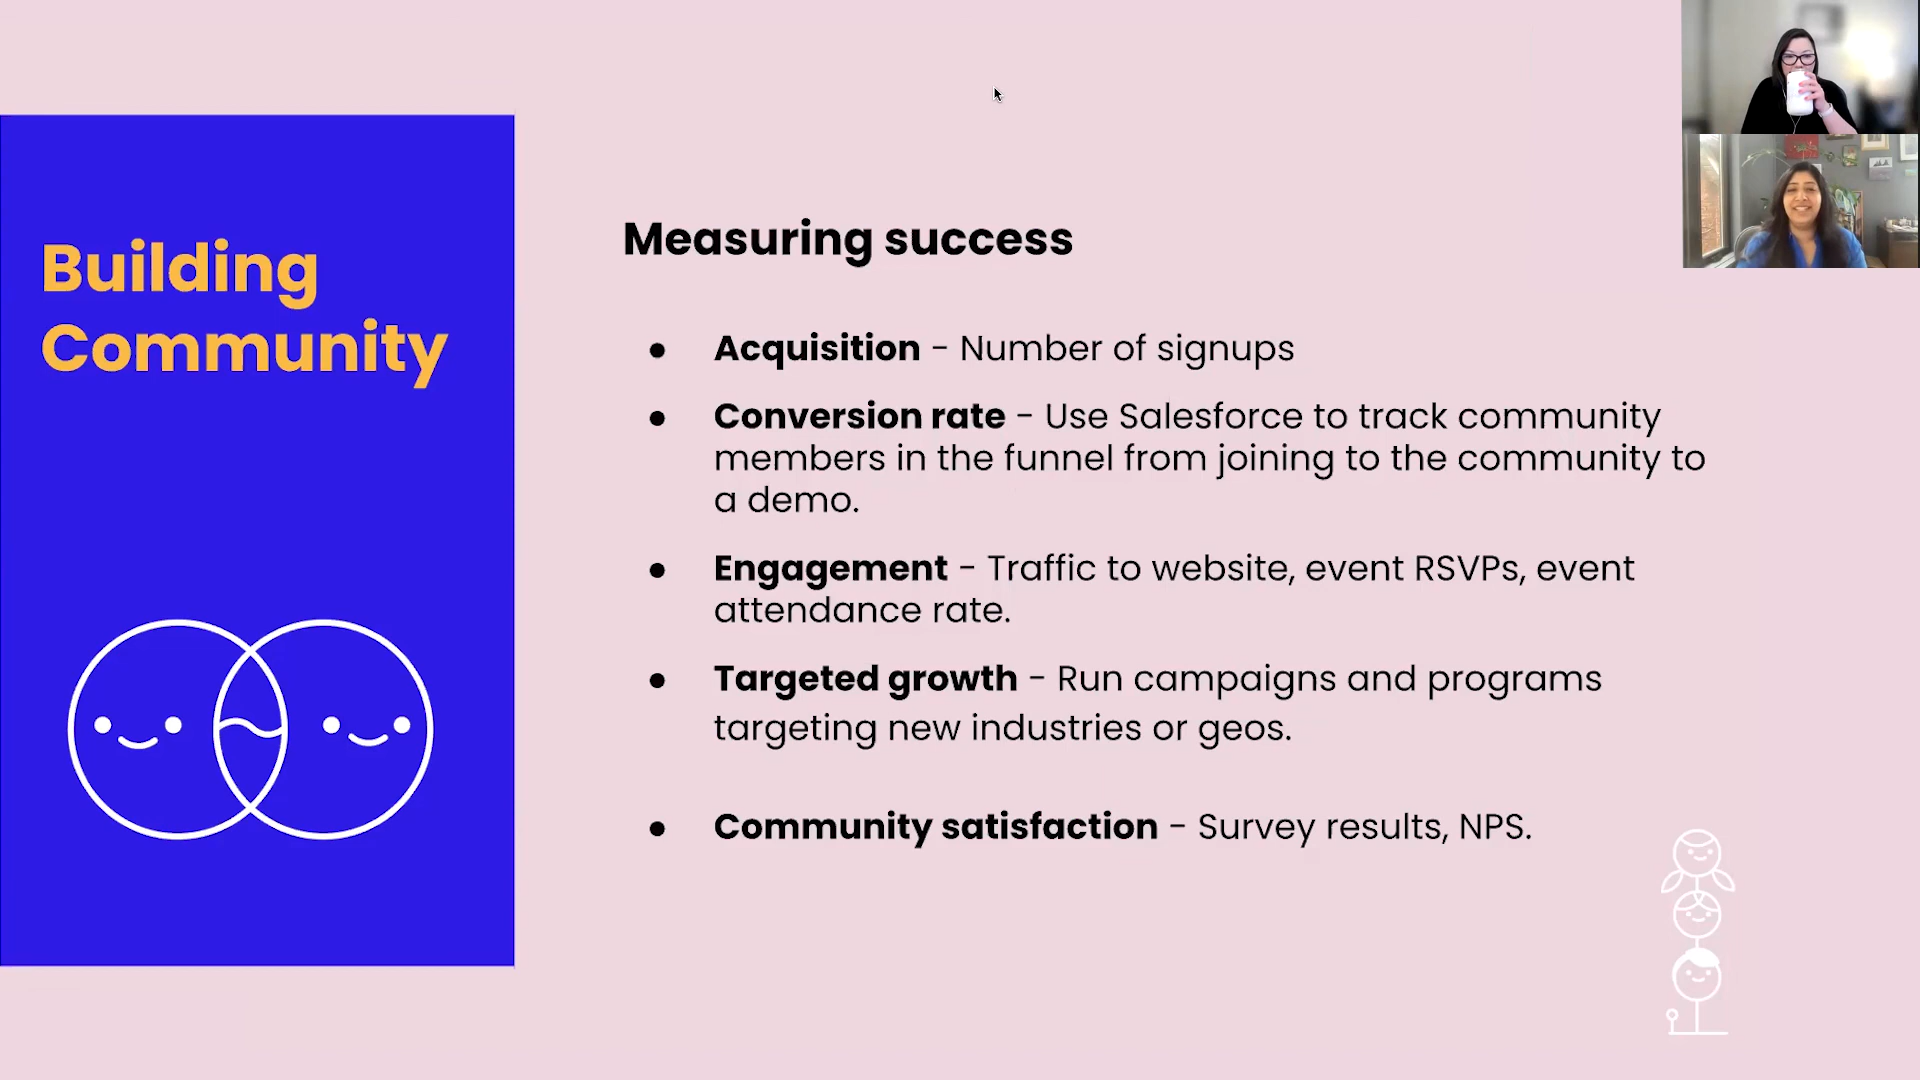 Building
Community
Measuring success
● Acquisition - Number of signups
● Conversion rate - Use Salesforce to track community
members in the funnel from joining to the community to
a demo.
● Engagement - Traffic to website, event RSVPs, event
attendance rate.
● Targeted growth - Run campaigns and programs
targeting new industries or geos.
● Community satisfaction - Survey results, NPS.